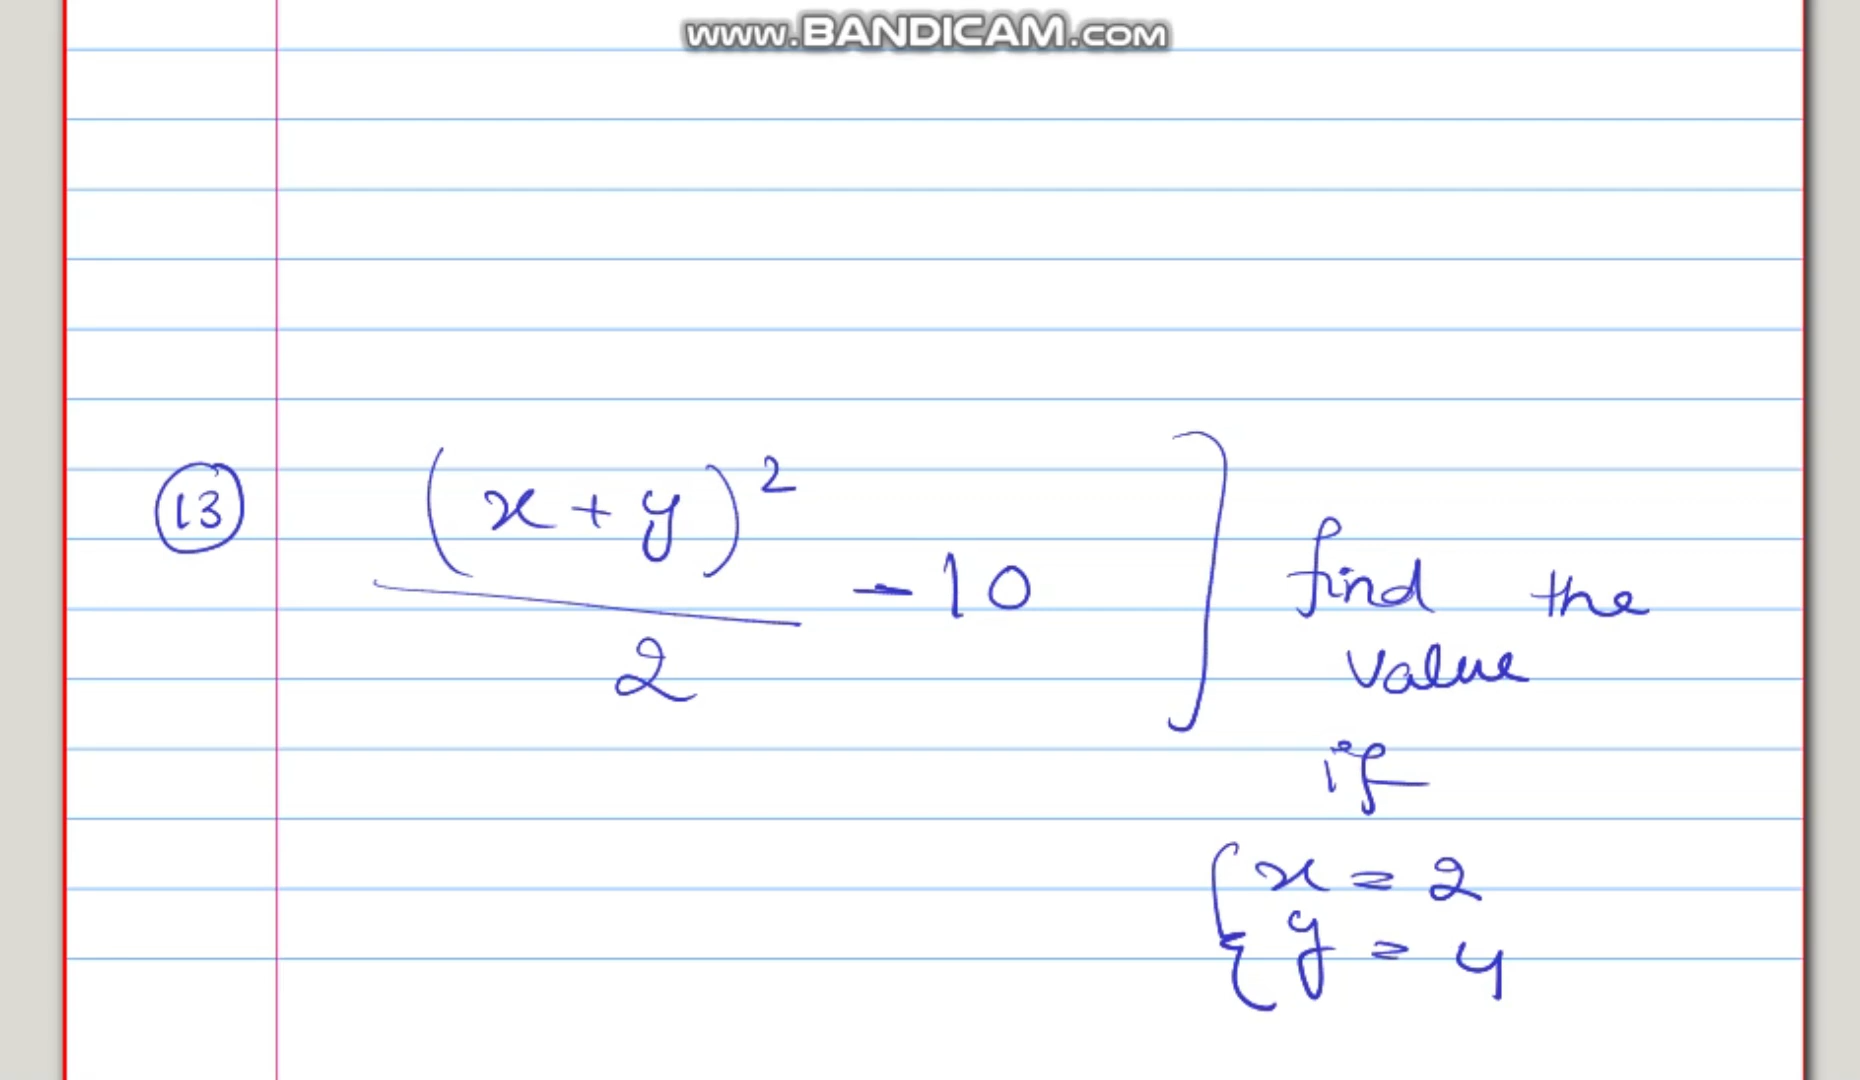 www.BANDICAM.com
(13) (x + y)²
2
- 10
find the
value
if
x = 2
y = 4